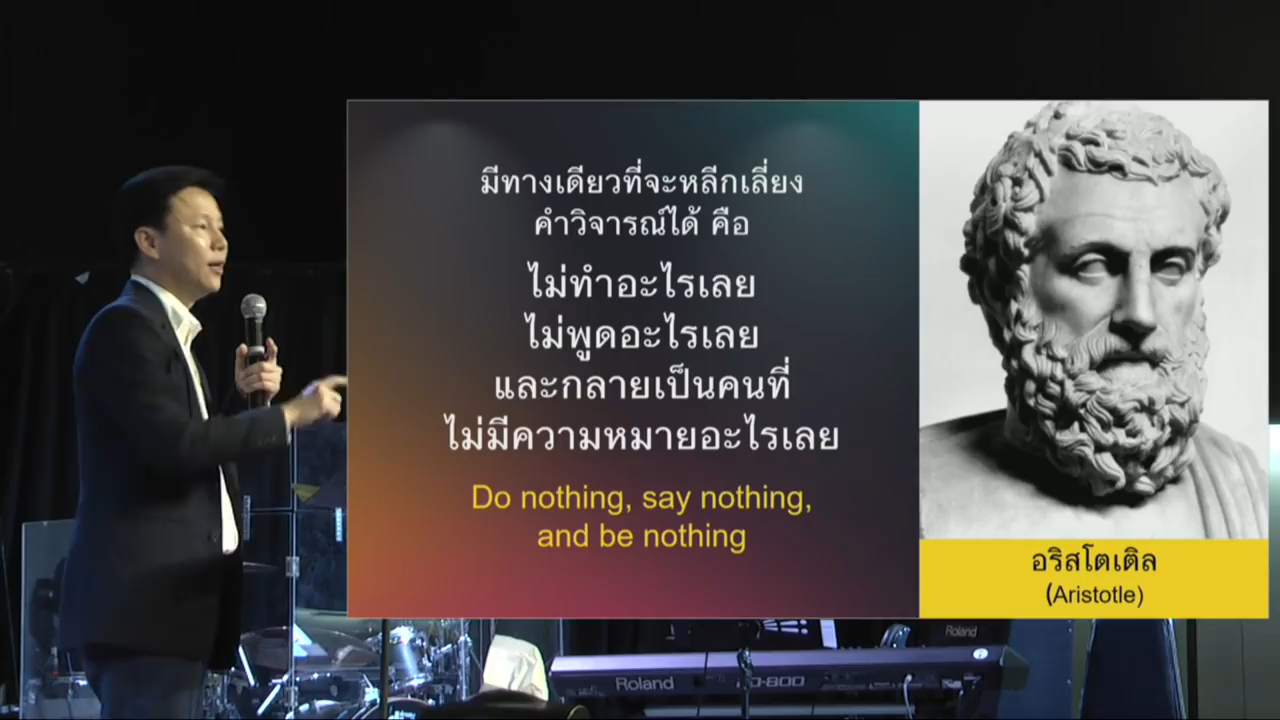 มีทางเดียวที่จะหลีกเลี่ยง
คำวิจารณ์ได้ คือ
ไม่ทำอะไรเลย
ไม่พูดอะไรเลย
และกลายเป็นคนที่
ไม่มีความหมายอะไรเลย
Do nothing, say nothing,
and be nothing
อริสโตเติล
(Aristotle)
Roland
Roland